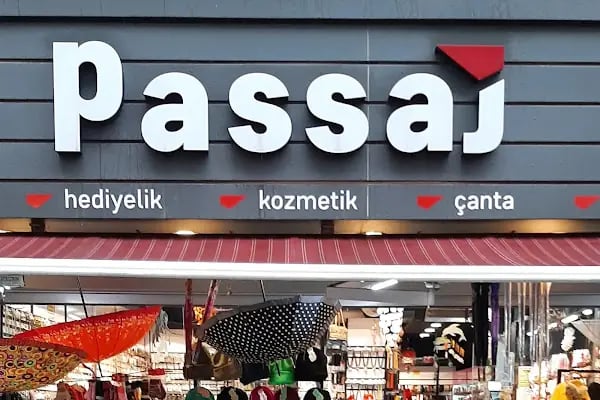 Passaj
hediyelik kozmetik çanta